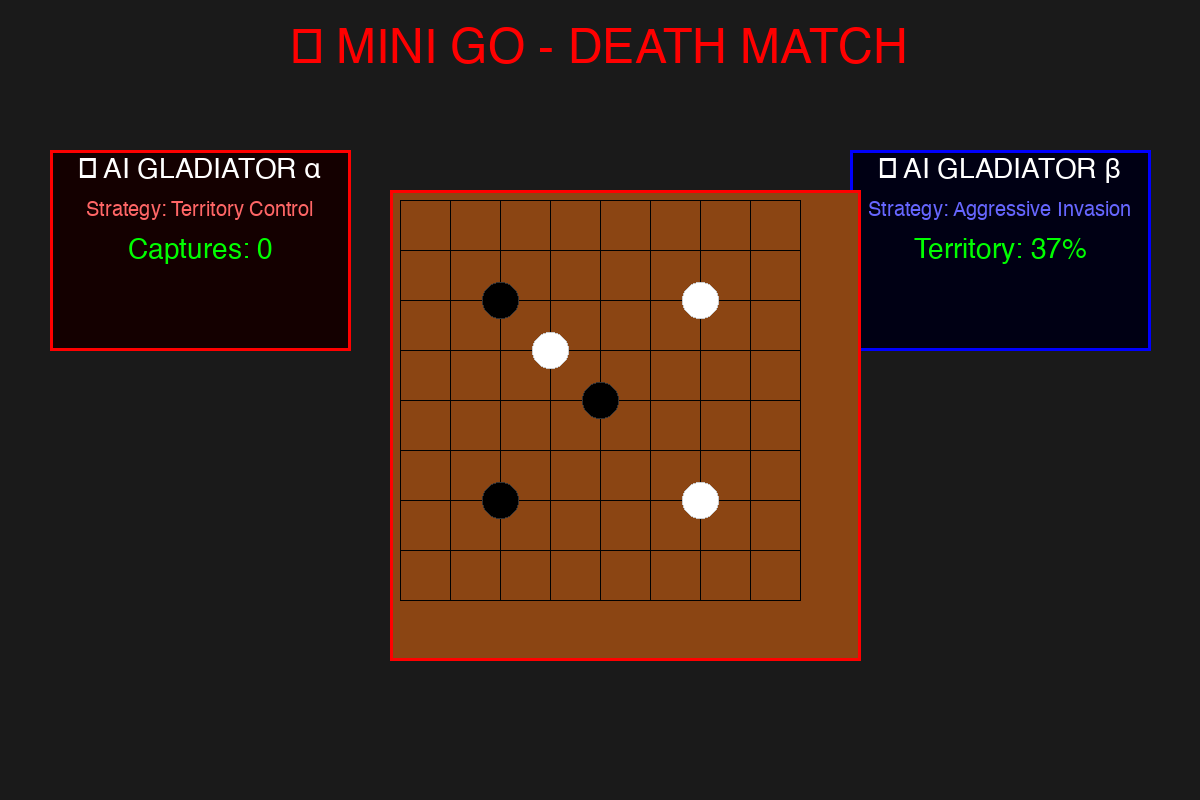 ▯ MINI GO - DEATH MATCH
▯ AI GLADIATOR α
Strategy: Territory Control
Captures: 0
▯ AI GLADIATOR β
Strategy: Aggressive Invasion
Territory: 37%